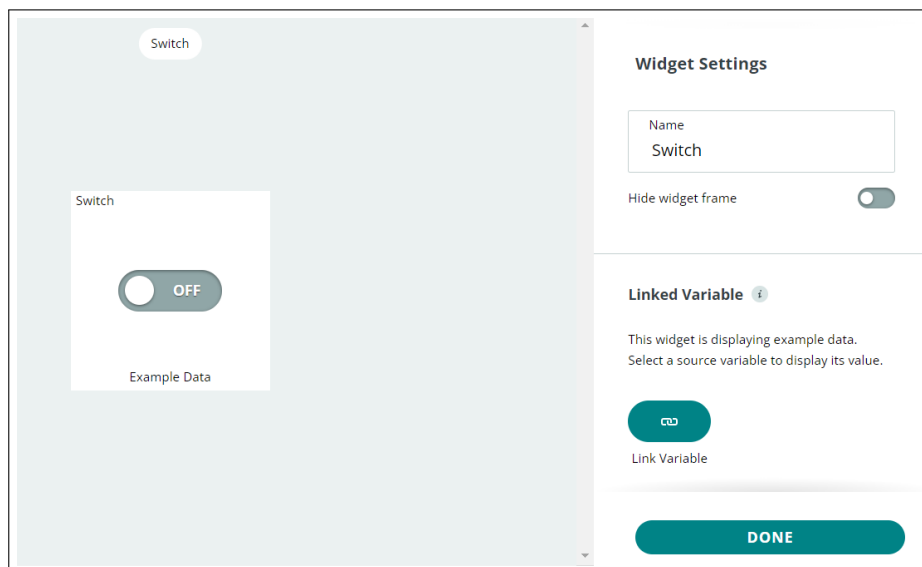 Switch
Switch
OFF
Example Data
Widget Settings
Name
Switch
Hide widget frame
Linked Variable i
This widget is displaying example data.
Select a source variable to display its value.
Link Variable
DONE